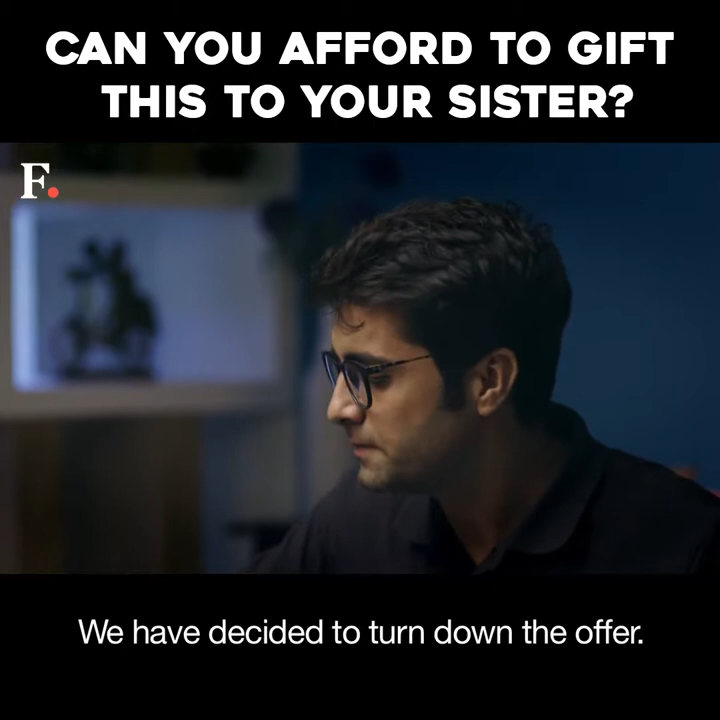 CAN YOU AFFORD TO GIFT
THIS TO YOUR SISTER?
F.
We have decided to turn down the offer.